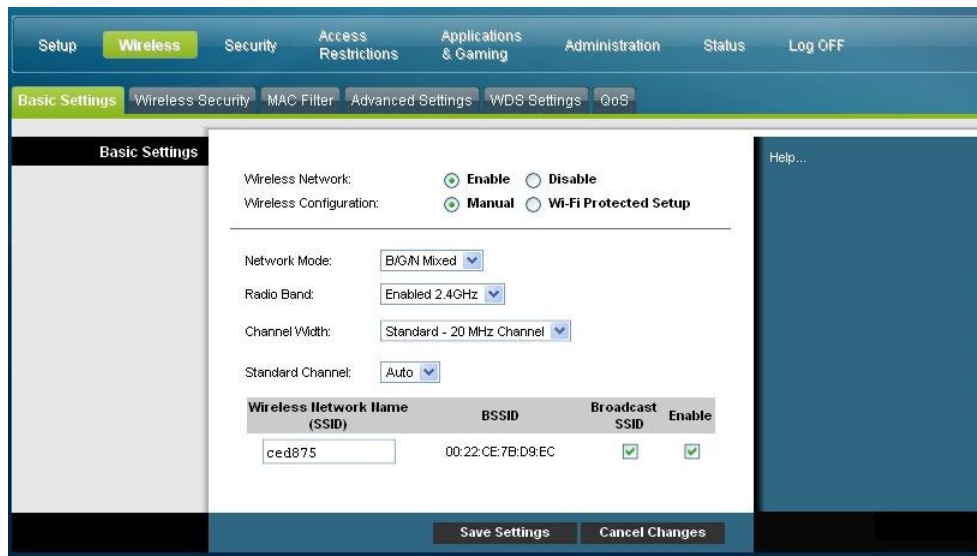 Setup Wireless Security Access Restrictions Applications & Gaming Administration Status Log OFF
Basic Settings Wireless Security MAC Filter Advanced Settings WDS Settings QoS
Basic Settings
Help...
Wireless Network: Enable Disable
Wireless Configuration: Manual Wi-Fi Protected Setup
Network Mode: B/G/N Mixed
Radio Band: Enabled 2.4GHz
Channel Width: Standard - 20 MHz Channel
Standard Channel: Auto
Wireless Network Name (SSID) BSSID Broadcast SSID Enable
ced875 00:22:CE:7B:D9:EC
Save Settings Cancel Changes